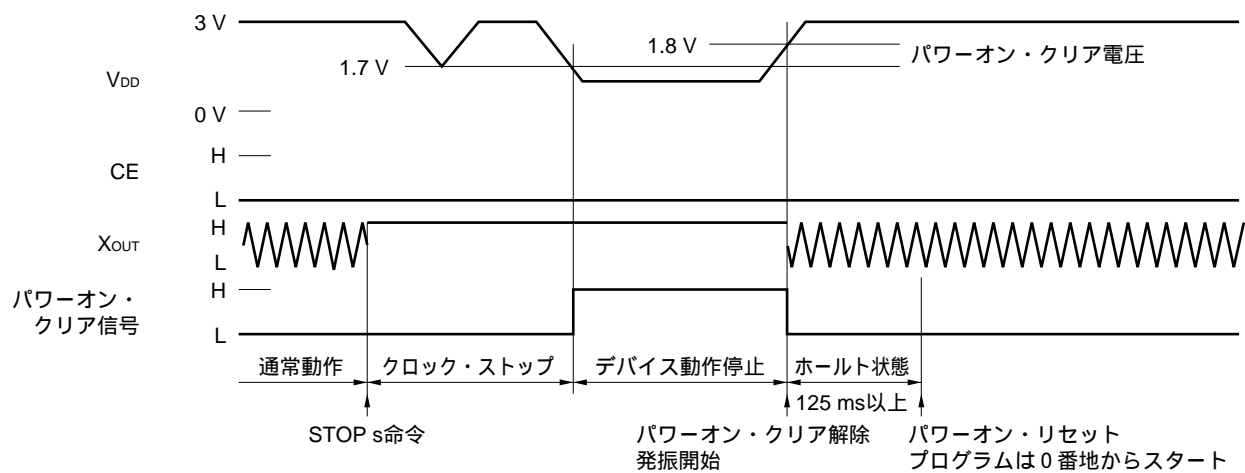 3 V
1.8 V
パワーオン・クリア電圧
1.7 V
VDD
0 V
H
CE
L
H
XOUT
L
H
パワーオン・
クリア信号
L
通常動作
クロック・ストップ
デバイス動作停止
ホールト状態
125 ms以上
STOP s命令
パワーオン・クリア解除
発振開始
パワーオン・リセット
プログラムは0番地からスタート